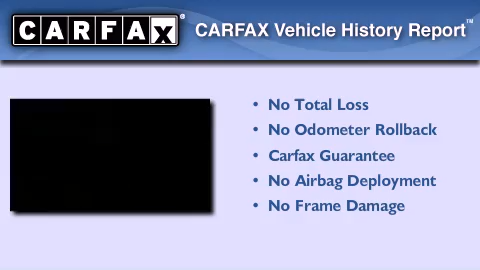 CARFAX® CARFAX Vehicle History Report™
• No Total Loss
• No Odometer Rollback
• Carfax Guarantee
• No Airbag Deployment
• No Frame Damage